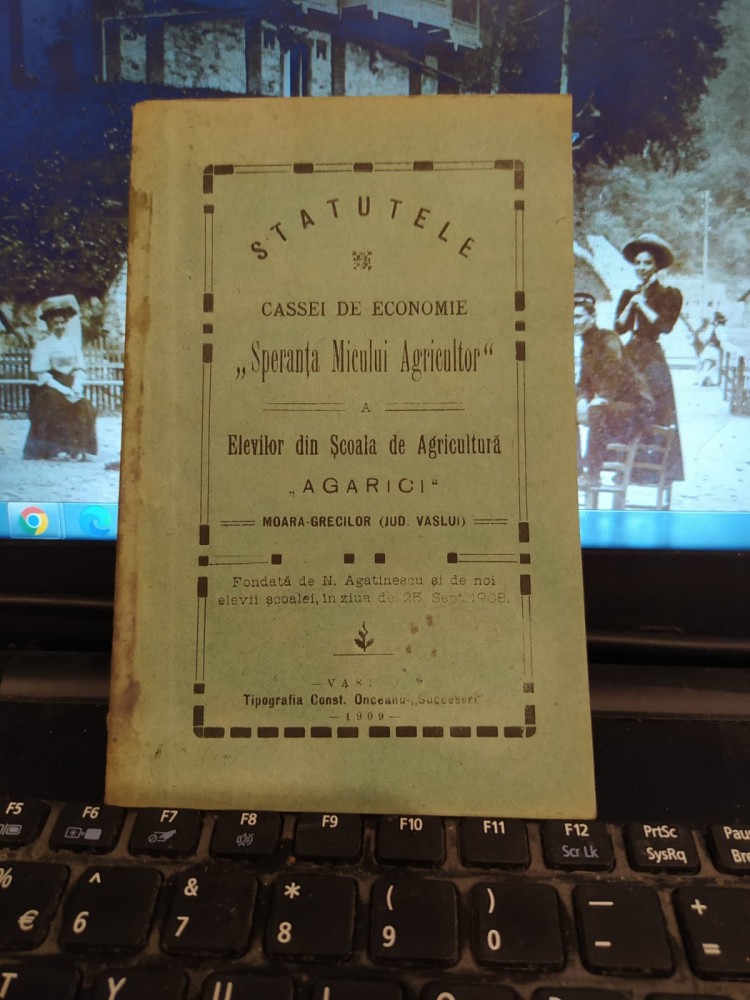 STATUTELE
CASSEI DE ECONOMIE
„Speranța Micului Agricultor“
A
Elevilor din Școala de Agricultură
„AGARICI“
MOARA-GRECILOR (JUD. VASLUI)
Fondată de N. Agatinescu și de noi
elevii școalei, în ziua de 25 Sept. 1908.
Tipografia Const. Onceanu-„Succesori“
—1909—
F5
F6
F7
F8
F9
F10
F11
F12
Scr Lk
PrtSc
SysRq
%
€
^
6
&
7
*
8
(
9
)
0
—
-
+
=
T
Y
U
I
O
P